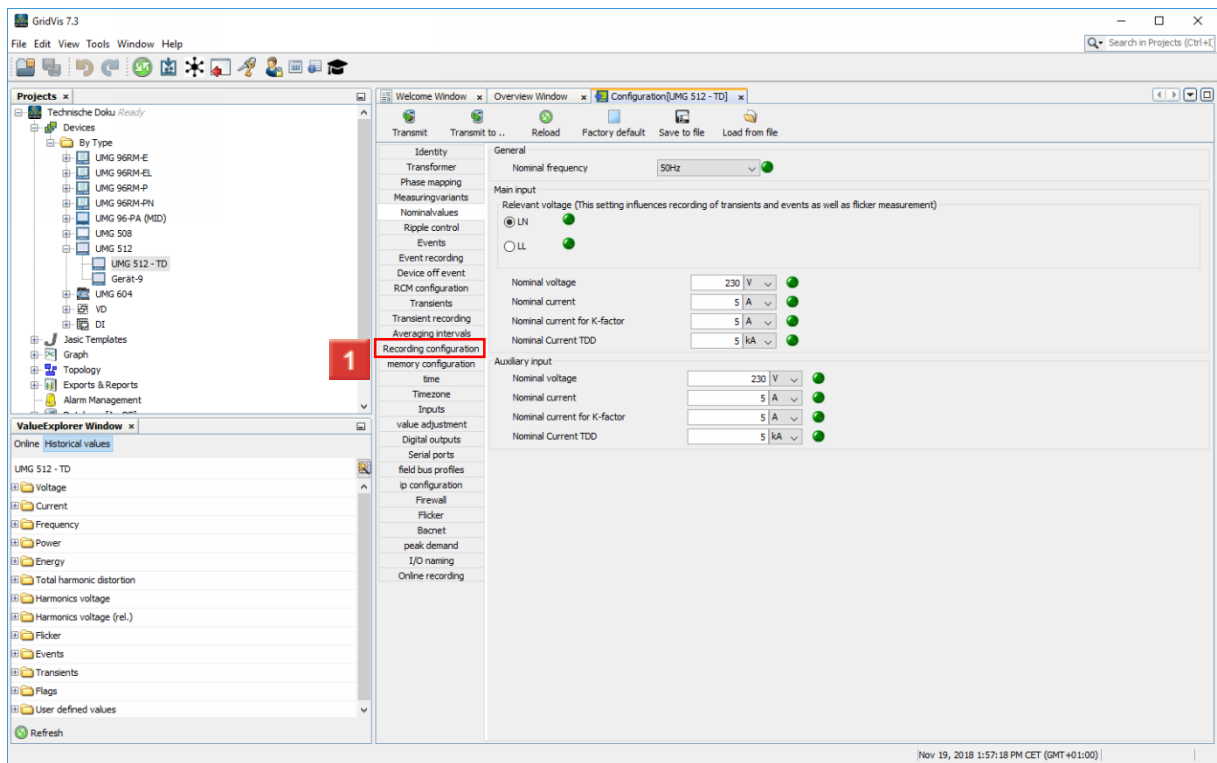 GridVis 7.3
File Edit View Tools Window Help
Search in Projects (Ctrl+I
Projects
Technische Doku Ready
Devices
By Type
UMG 96RM-E
UMG 96RM-EL
UMG 96RM-P
UMG 96RM-PN
UMG 96-PA (MID)
UMG 508
UMG 512
UMG 512 - TD
Gerät-9
UMG 604
VD
DI
Jasic Templates
Graph
Topology
Exports & Reports
Alarm Management
ValueExplorer Window
Online Historical values
UMG 512 - TD
Voltage
Current
Frequency
Power
Energy
Total harmonic distortion
Harmonics voltage
Harmonics voltage (rel.)
Flicker
Events
Transients
Flags
User defined values
Refresh
Welcome Window Overview Window Configuration[UMG 512 - TD]
Transmit Transmit to .. Reload Factory default Save to file Load from file
Identity
Transformer
Phase mapping
Measuringvariants
Nominalvalues
Ripple control
Events
Event recording
Device off event
RCM configuration
Transients
Transient recording
Averaging intervals
1 Recording configuration
memory configuration
time
Timezone
Inputs
value adjustment
Digital outputs
Serial ports
field bus profiles
ip configuration
Firewall
Flicker
Bacnet
peak demand
I/O naming
Online recording
General
Nominal frequency 50Hz
Main input
Relevant voltage (This setting influences recording of transients and events as well as flicker measurement)
LN
LL
Nominal voltage 230 V
Nominal current 5 A
Nominal current for K-factor 5 A
Nominal Current TDD 5 kA
Auxiliary input
Nominal voltage 230 V
Nominal current 5 A
Nominal current for K-factor 5 A
Nominal Current TDD 5 kA
Nov 19, 2018 1:57:18 PM CET (GMT+01:00)